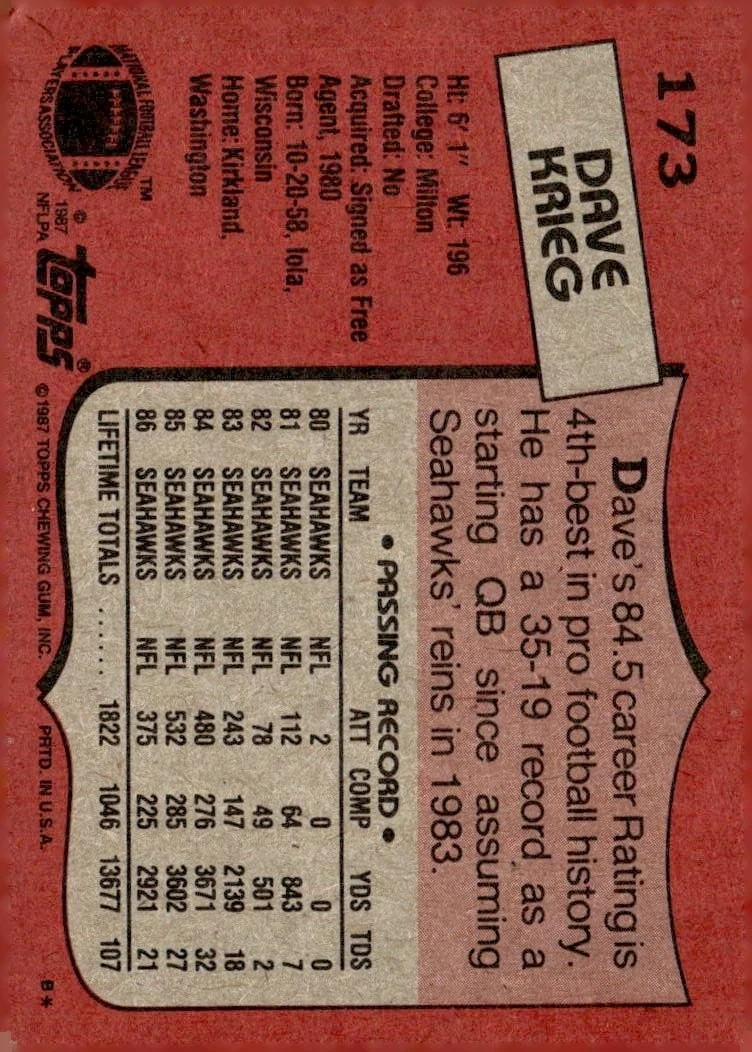 173
DAVE
KRIEG
Ht: 6' 1" Wt: 196
College: Milton
Drafted: No
Acquired: Signed as Free
Agent, 1980
Born: 10-20-58, Iola,
Wisconsin
Home: Kirkland,
Washington
NATIONAL FOOTBALL LEAGUE
PLAYERS ASSOCIATION
TM
© 1987
NFLPA
topps®
Dave's 84.5 career Rating is
4th-best in pro football history.
He has a 35-19 record as a
starting QB since assuming
Seahawks' reins in 1983.
• PASSING RECORD •
YR TEAM ATT COMP YDS TDS
80 SEAHAWKS NFL 2 0 0 0
81 SEAHAWKS NFL 112 64 843 7
82 SEAHAWKS NFL 78 49 501 2
83 SEAHAWKS NFL 243 147 2139 18
84 SEAHAWKS NFL 480 276 3671 32
85 SEAHAWKS NFL 532 285 3602 27
86 SEAHAWKS NFL 375 225 2921 21
LIFETIME TOTALS ...... 1822 1046 13677 107
© 1987 TOPPS CHEWING GUM, INC. PRTD. IN U.S.A. B*